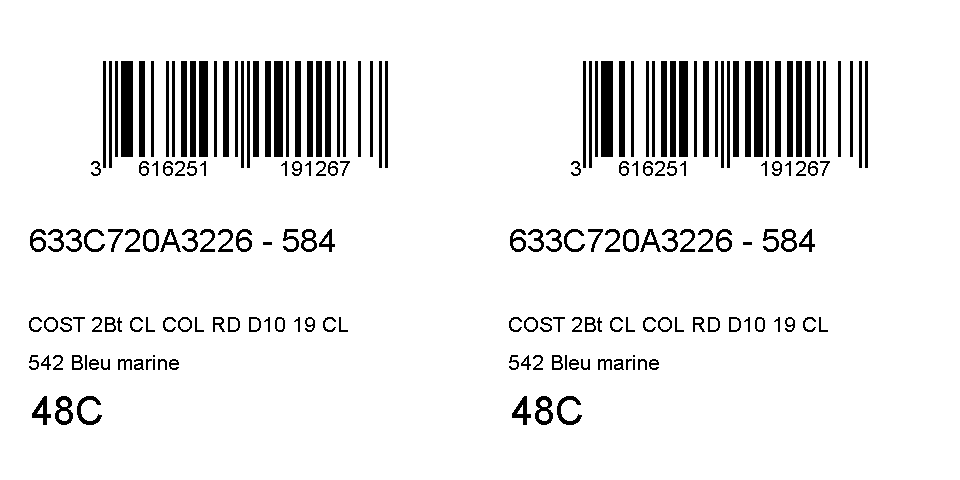 3 616251 191267
633C720A3226 - 584
COST 2Bt CL COL RD D10 19 CL
542 Bleu marine
48C
3 616251 191267
633C720A3226 - 584
COST 2Bt CL COL RD D10 19 CL
542 Bleu marine
48C